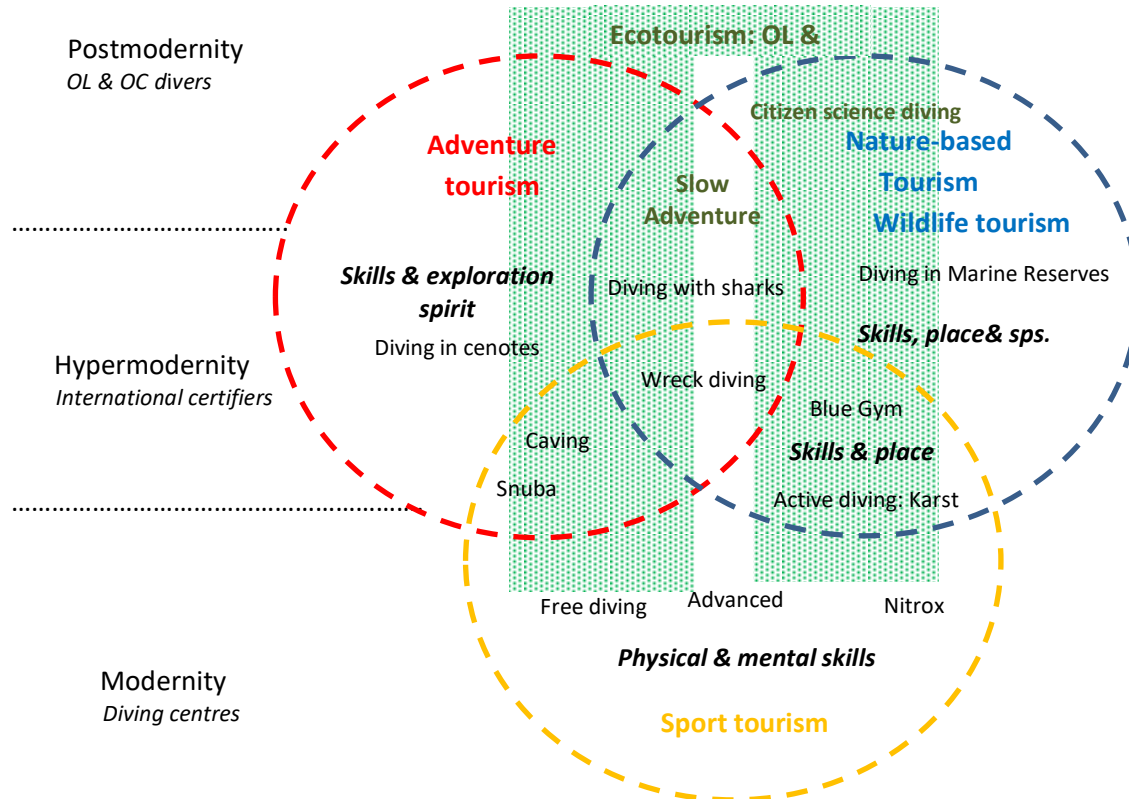 Ecotourism: OL &
Postmodernity
OL & OC divers
Citizen science diving
Adventure
tourism
Nature-based
Tourism
Wildlife tourism
Slow
Adventure
Skills & exploration
spirit
Diving with sharks
Diving in Marine Reserves
Diving in cenotes
Skills, place& sps.
Hypermodernity
International certifiers
Wreck diving
Blue Gym
Caving
Skills & place
Snuba
Active diving: Karst
Free diving
Advanced
Nitrox
Physical & mental skills
Modernity
Diving centres
Sport tourism